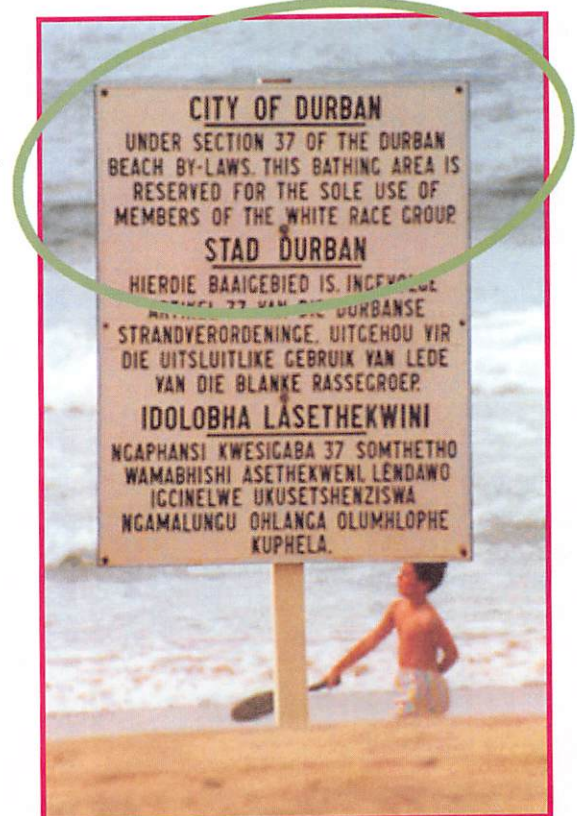 CITY OF DURBAN
UNDER SECTION 37 OF THE DURBAN
BEACH BY-LAWS. THIS BATHING AREA IS
RESERVED FOR THE SOLE USE OF
MEMBERS OF THE WHITE RACE GROUP.
STAD DURBAN
HIERDIE BAAIGEBIED IS, INGEVOLGE
ARTIKEL 37 VAN DIE DURBANSE
STRANDVERORDENINGE, UITGEHOU VIR
DIE UITSLUITLIKE GEBRUIK VAN LEDE
VAN DIE BLANKE RASSEGROEP.
IDOLOBHA LASETHEKWINI
NGAPHANSI KWESIGABA 37 SOMTHETHO
WAMABHISHI ASETHEKWENI, LENDAWO
IGCINELWE UKUSETSHENZISWA
NGAMALUNGU OHLANGA OLUMHLOPHE
KUPHELA.